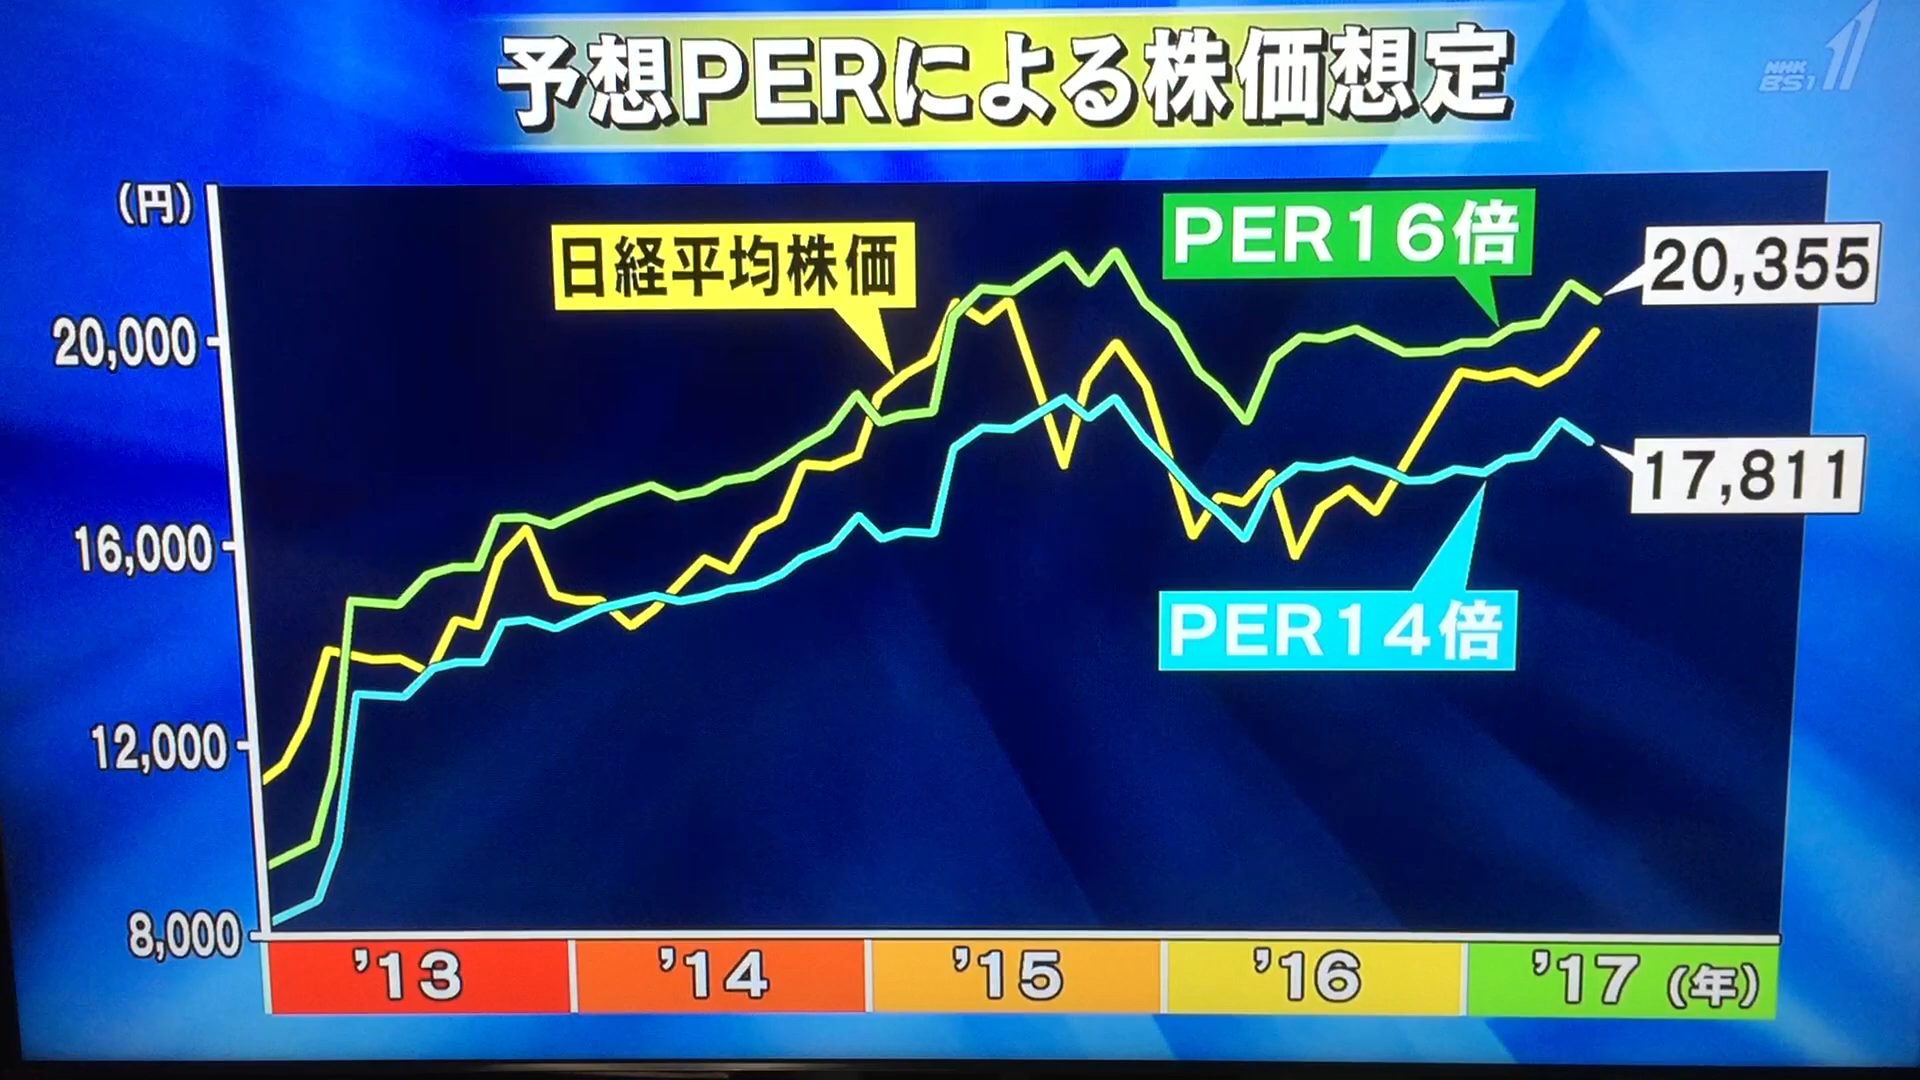 予想PERによる株価想定
NHK
BS1
(円)
日経平均株価
PER16倍
20,355
20,000
17,811
16,000
PER14倍
12,000
8,000
'13 '14 '15 '16 '17 (年)